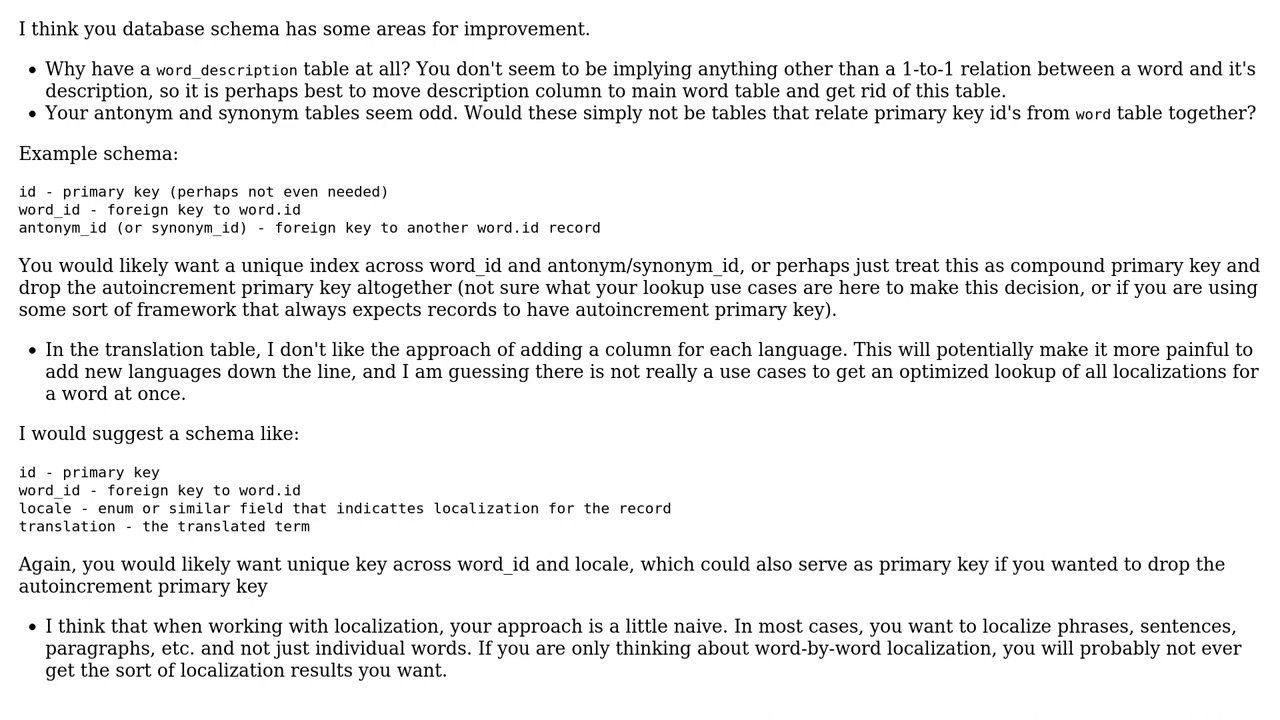 I think you database schema has some areas for improvement.
• Why have a word_description table at all? You don't seem to be implying anything other than a 1-to-1 relation between a word and it's
description, so it is perhaps best to move description column to main word table and get rid of this table.
• Your antonym and synonym tables seem odd. Would these simply not be tables that relate primary key id's from word table together?
Example schema:
id - primary key (perhaps not even needed)
word_id - foreign key to word.id
antonym_id (or synonym_id) - foreign key to another word.id record
You would likely want a unique index across word_id and antonym/synonym_id, or perhaps just treat this as compound primary key and
drop the autoincrement primary key altogether (not sure what your lookup use cases are here to make this decision, or if you are using
some sort of framework that always expects records to have autoincrement primary key).
• In the translation table, I don't like the approach of adding a column for each language. This will potentially make it more painful to
add new languages down the line, and I am guessing there is not really a use cases to get an optimized lookup of all localizations for
a word at once.
I would suggest a schema like:
id - primary key
word_id - foreign key to word.id
locale - enum or similar field that indicattes localization for the record
translation - the translated term
Again, you would likely want unique key across word_id and locale, which could also serve as primary key if you wanted to drop the
autoincrement primary key
• I think that when working with localization, your approach is a little naive. In most cases, you want to localize phrases, sentences,
paragraphs, etc. and not just individual words. If you are only thinking about word-by-word localization, you will probably not ever
get the sort of localization results you want.